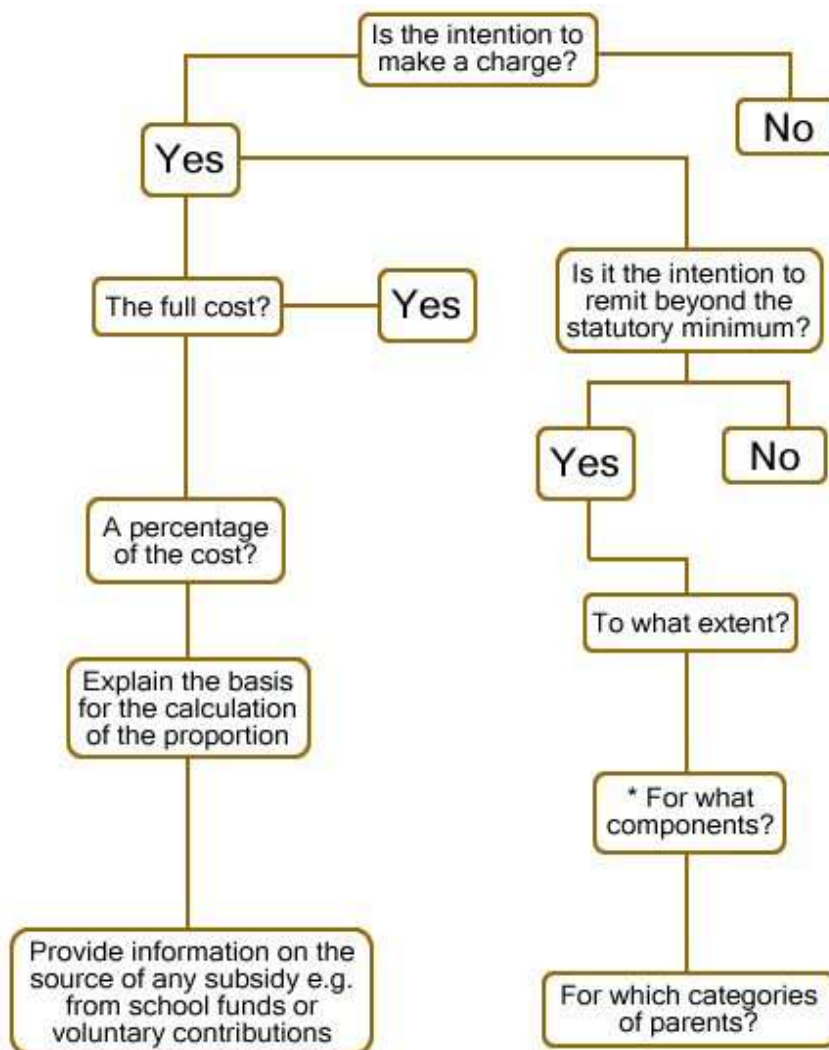 Is the intention to
make a charge?
No
Yes
The full cost?
Yes
Is it the intention to
remit beyond the
statutory minimum?
Yes
No
A percentage
of the cost?
To what extent?
Explain the basis
for the calculation
of the proportion
* For what
components?
Provide information on the
source of any subsidy e.g.
from school funds or
voluntary contributions
For which categories
of parents?